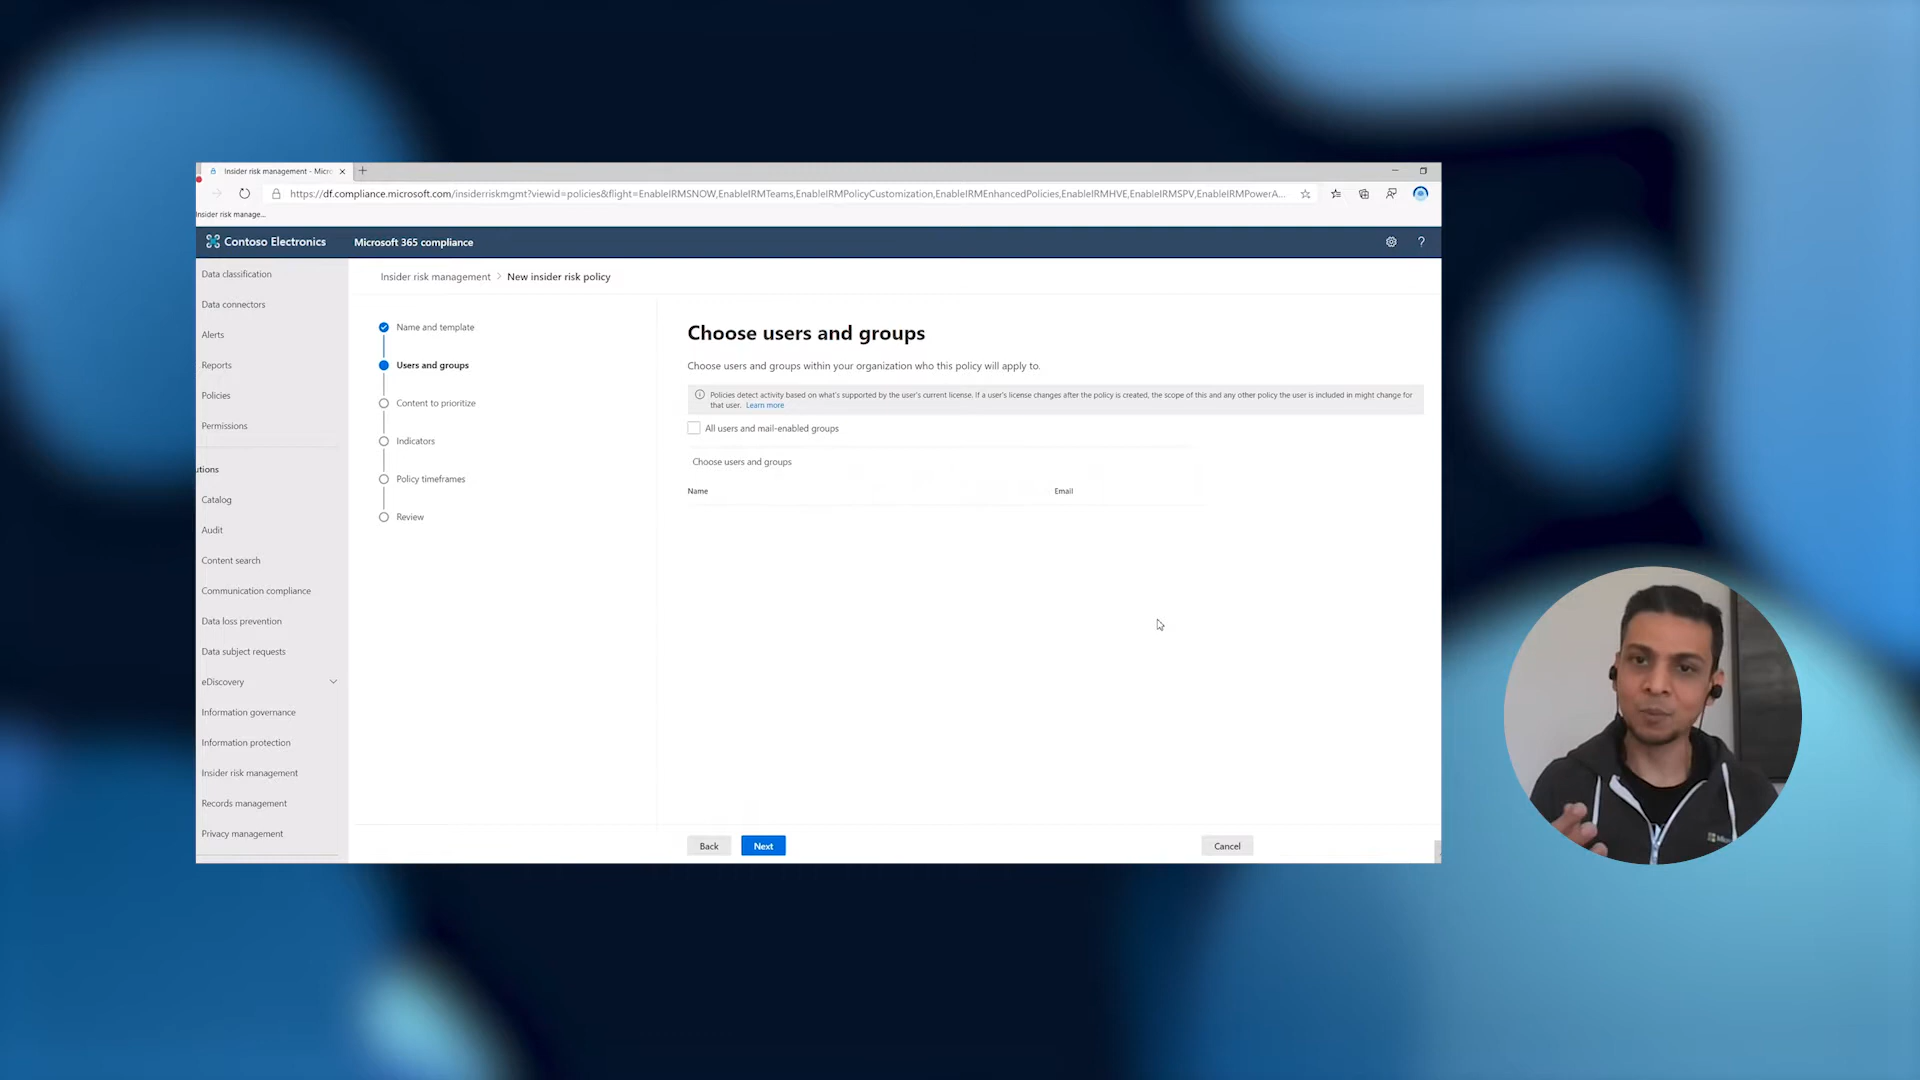 Insider risk management - Micro
https://df.compliance.microsoft.com/insiderriskmgmt?viewid=policies&flight=EnableIRMSNOW,EnableIRMTeams,EnableIRMPolicyCustomization,EnableIRMEnhancedPolicies,EnableIRMHVE,EnableIRMSPV,EnableIRMPowerA...
Insider risk manage...
Contoso Electronics
Microsoft 365 compliance
?
Data classification
Data connectors
Alerts
Reports
Policies
Permissions
utions
Catalog
Audit
Content search
Communication compliance
Data loss prevention
Data subject requests
eDiscovery
Information governance
Information protection
Insider risk management
Records management
Privacy management
Insider risk management > New insider risk policy
Name and template
Users and groups
Content to prioritize
Indicators
Policy timeframes
Review
Choose users and groups
Choose users and groups within your organization who this policy will apply to.
Policies detect activity based on what's supported by the user's current license. If a user's license changes after the policy is created, the scope of this and any other policy the user is included in might change for
that user. Learn more
All users and mail-enabled groups
Choose users and groups
Name
Email
Back
Next
Cancel